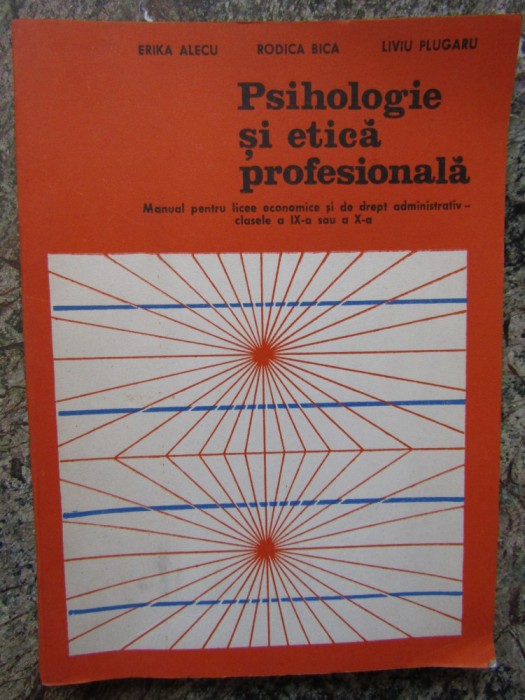 ERIKA ALECU RODICA BICA LIVIU PLUGARU
Psihologie
și etică
profesională
Manual pentru licee economice și de drept administrativ –
clasele a IX-a sau a X-a